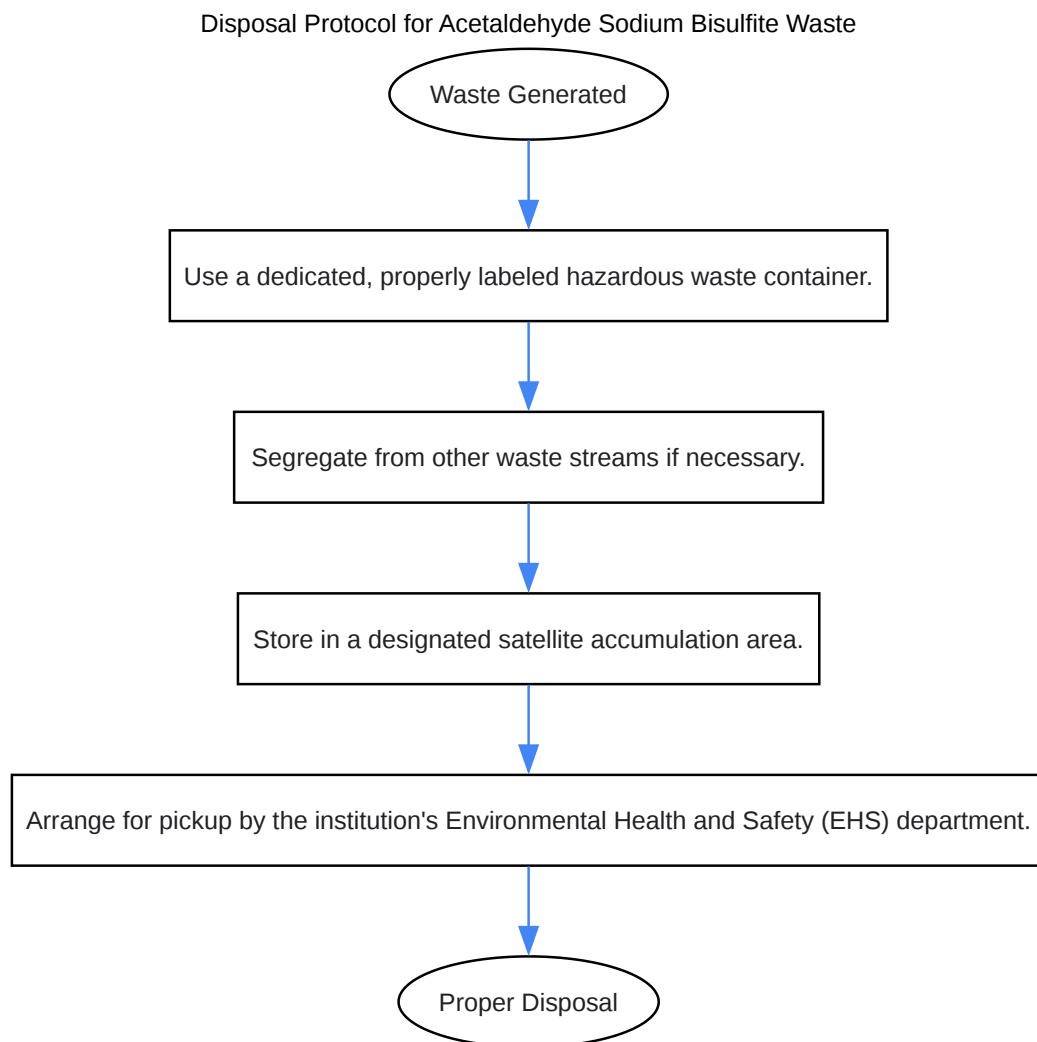 Disposal Protocol for Acetaldehyde Sodium Bisulfite Waste
Waste Generated
Use a dedicated, properly labeled hazardous waste container.
Segregate from other waste streams if necessary.
Store in a designated satellite accumulation area.
Arrange for pickup by the institution's Environmental Health and Safety (EHS) department.
Proper Disposal